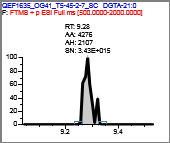 QEF1635_OG41_T5-45-2-7_SC DGTA-21:0
F: FTMS + p ESI Full ms [500.0000-2000.0000]
RT: 9.28
AA: 4276
AH: 2107
SN: 3.43E+015
100
80
60
40
20
0
9.2 9.4